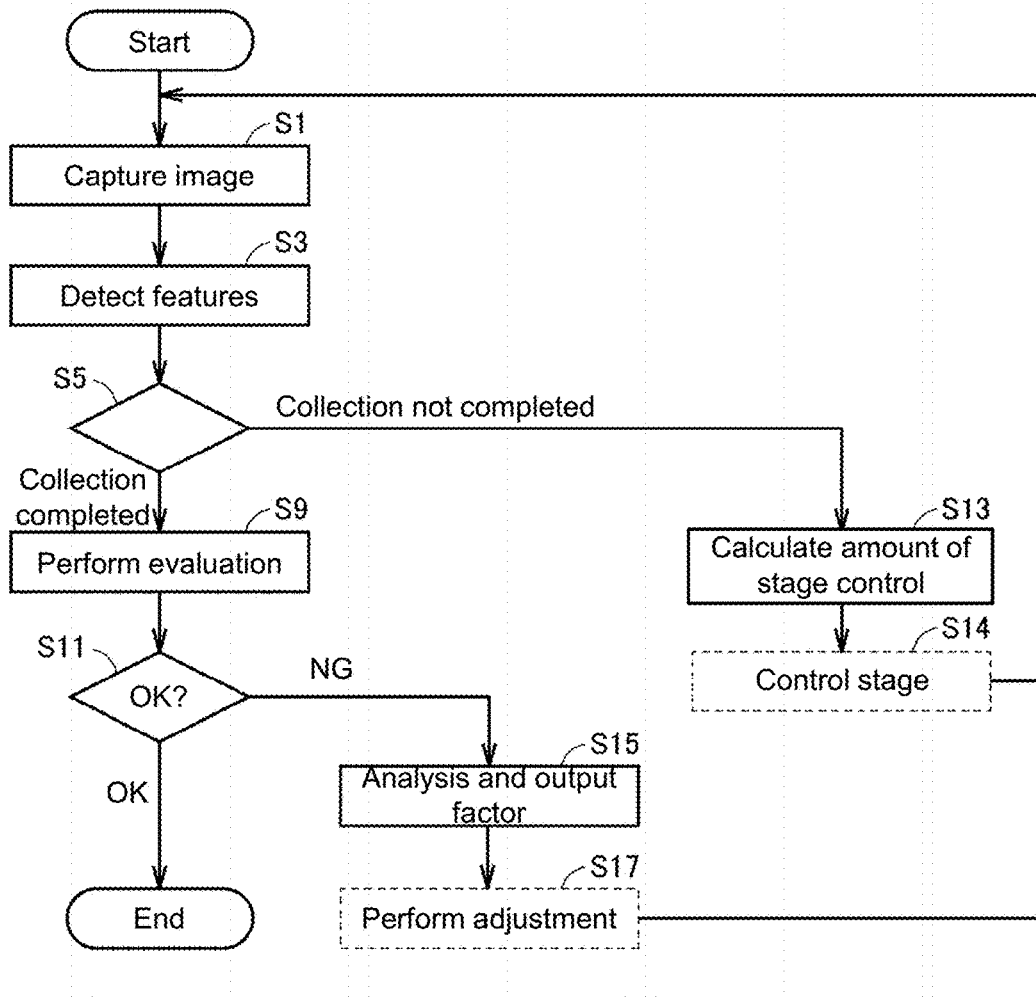 Start
S1
Capture image
S3
Detect features
S5
Collection not completed
Collection
completed
S9
Perform evaluation
S13
Calculate amount of
stage control
S14
Control stage
S11
OK?
NG
OK
S15
Analysis and output
factor
S17
Perform adjustment
End